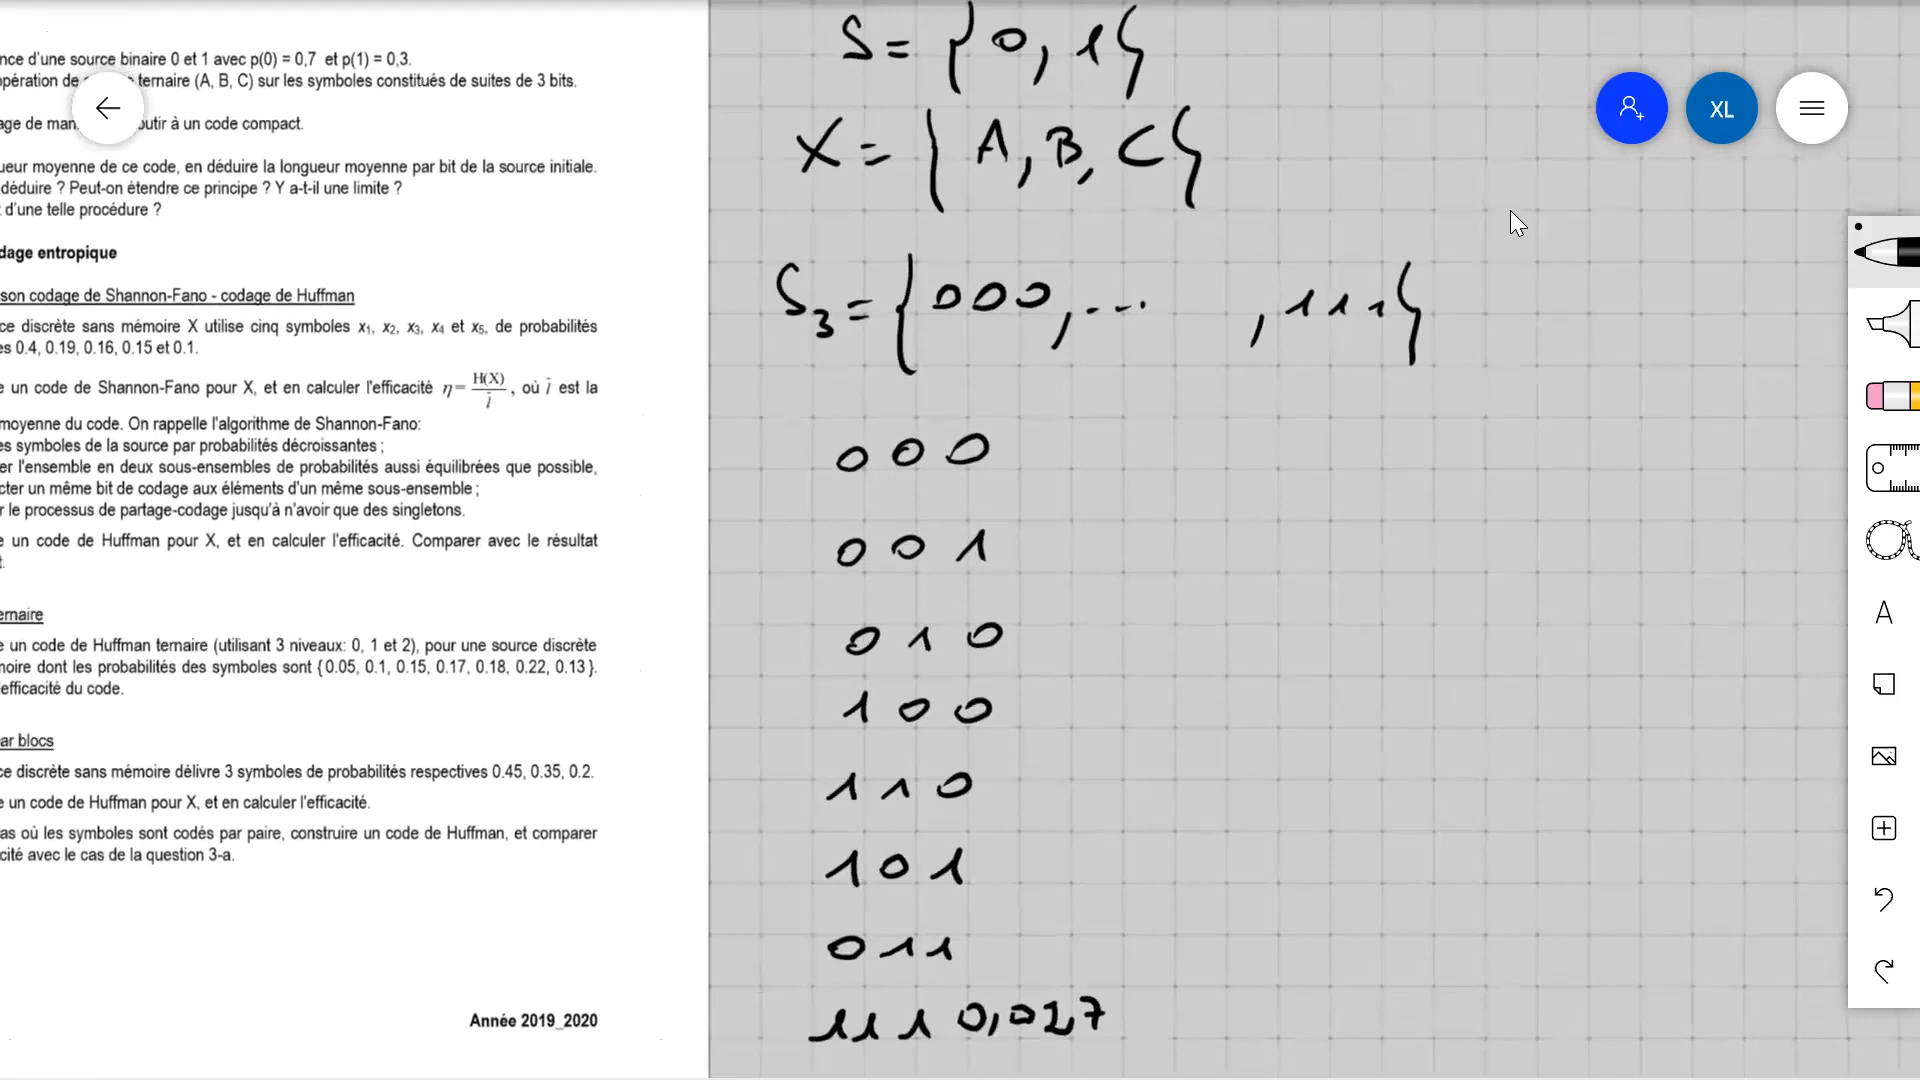 nce d'une source binaire 0 et 1 avec p(0) = 0,7 et p(1) = 0,3.
opération de ternaire (A, B, C) sur les symboles constitués de suites de 3 bits.
age de man outir à un code compact.
ueur moyenne de ce code, en déduire la longueur moyenne par bit de la source initiale.
déduire ? Peut-on étendre ce principe ? Y a-t-il une limite ?
t d'une telle procédure ?
dage entropique
son codage de Shannon-Fano - codage de Huffman
ce discrète sans mémoire X utilise cinq symboles x1, x2, x3, x4 et x5, de probabilités
es 0.4, 0.19, 0.16, 0.15 et 0.1.
e un code de Shannon-Fano pour X, et en calculer l'efficacité η = H(X)/l̄, où l̄ est la
moyenne du code. On rappelle l'algorithme de Shannon-Fano:
es symboles de la source par probabilités décroissantes ;
er l'ensemble en deux sous-ensembles de probabilités aussi équilibrées que possible,
cter un même bit de codage aux éléments d'un même sous-ensemble ;
r le processus de partage-codage jusqu'à n'avoir que des singletons.
e un code de Huffman pour X, et en calculer l'efficacité. Comparer avec le résultat
t.
ernaire
e un code de Huffman ternaire (utilisant 3 niveaux: 0, 1 et 2), pour une source discrète
moire dont les probabilités des symboles sont {0.05, 0.1, 0.15, 0.17, 0.18, 0.22, 0.13}.
efficacité du code.
ar blocs
ce discrète sans mémoire délivre 3 symboles de probabilités respectives 0.45, 0.35, 0.2.
e un code de Huffman pour X, et en calculer l'efficacité.
as où les symboles sont codés par paire, construire un code de Huffman, et comparer
cité avec le cas de la question 3-a.
Année 2019_2020
S = {0, 1}
X = {A, B, C}
S3 = {000, ... , 111}
000
001
010
100
110
101
011
111 0,027
XL
A